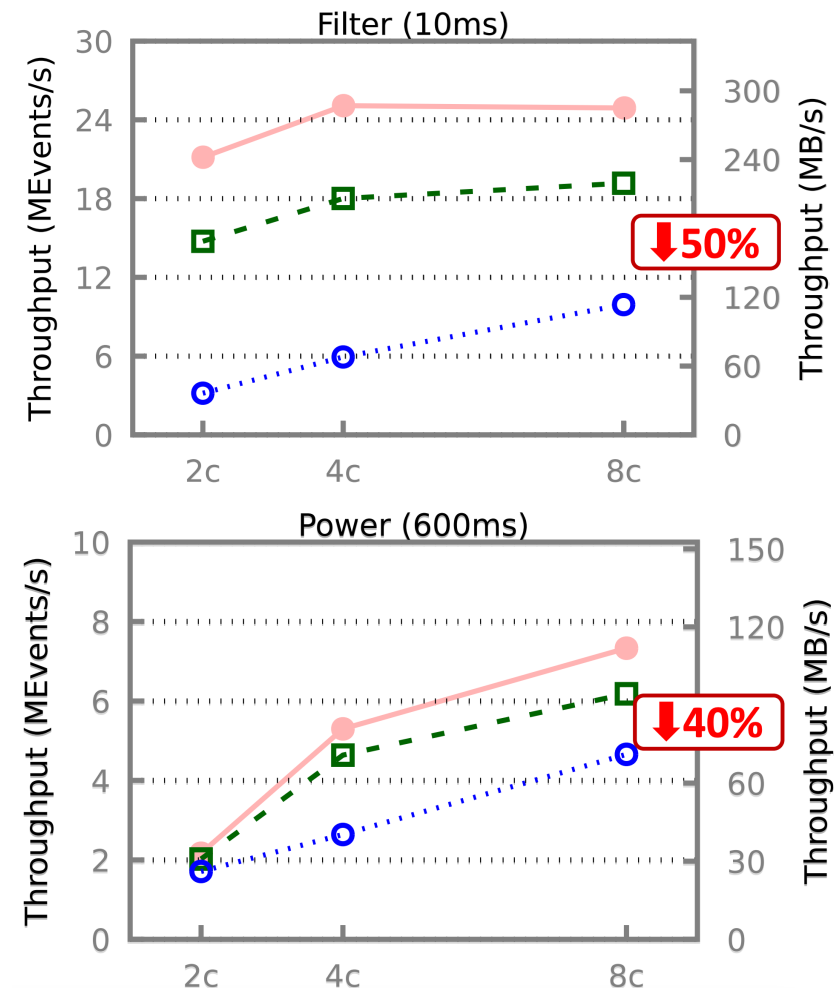 Filter (10ms)
Throughput (MEvents/s)
30
24
18
12
6
0
300
240
120
60
0
Throughput (MB/s)
50%
2c
4c
8c
Power (600ms)
Throughput (MEvents/s)
10
8
6
4
2
0
150
120
60
30
0
Throughput (MB/s)
40%
2c
4c
8c